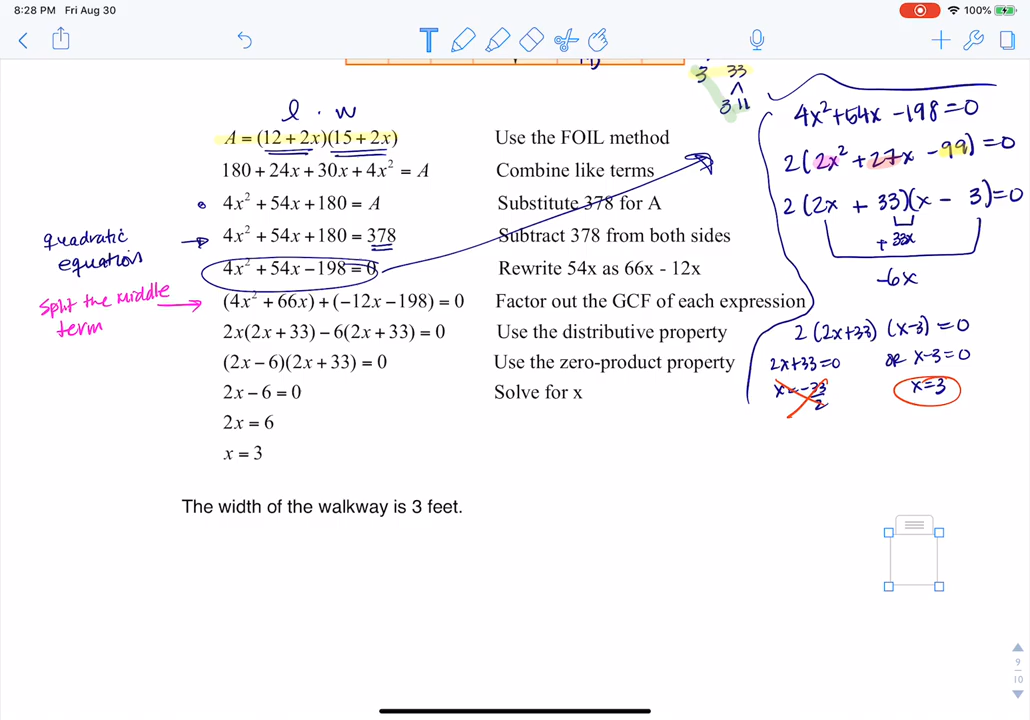 8:28 PM Fri Aug 30
100%
T
3 33
3 11
l · w
A = (12 + 2x)(15 + 2x) Use the FOIL method
180 + 24x + 30x + 4x² = A Combine like terms
4x² + 54x + 180 = A Substitute 378 for A
quadratic equation → 4x² + 54x + 180 = 378 Subtract 378 from both sides
4x² + 54x − 198 = 0 Rewrite 54x as 66x - 12x
Split the middle term → (4x² + 66x) + (−12x − 198) = 0 Factor out the GCF of each expression
2x(2x + 33) − 6(2x + 33) = 0 Use the distributive property
(2x − 6)(2x + 33) = 0 Use the zero-product property
2x − 6 = 0 Solve for x
2x = 6
x = 3
The width of the walkway is 3 feet.
4x² + 54x − 198 = 0
2(2x² + 27x − 99) = 0
2(2x + 33)(x − 3) = 0
+ 33x
−6x
2(2x+33)(x−3) = 0
2x+33=0 or x−3=0
x = −33/2 x=3
9
10